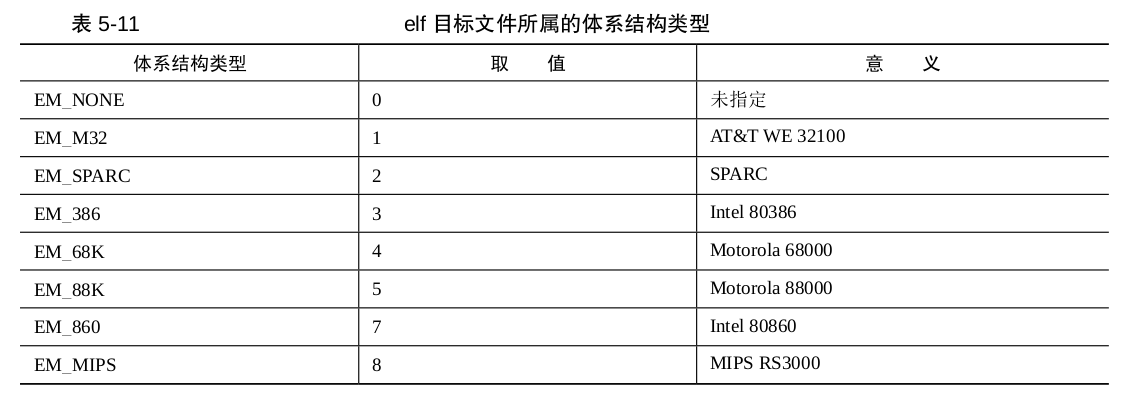 表 5-11 elf 目标文件所属的体系结构类型
体系结构类型 取 值 意 义
EM_NONE 0 未指定
EM_M32 1 AT&T WE 32100
EM_SPARC 2 SPARC
EM_386 3 Intel 80386
EM_68K 4 Motorola 68000
EM_88K 5 Motorola 88000
EM_860 7 Intel 80860
EM_MIPS 8 MIPS RS3000